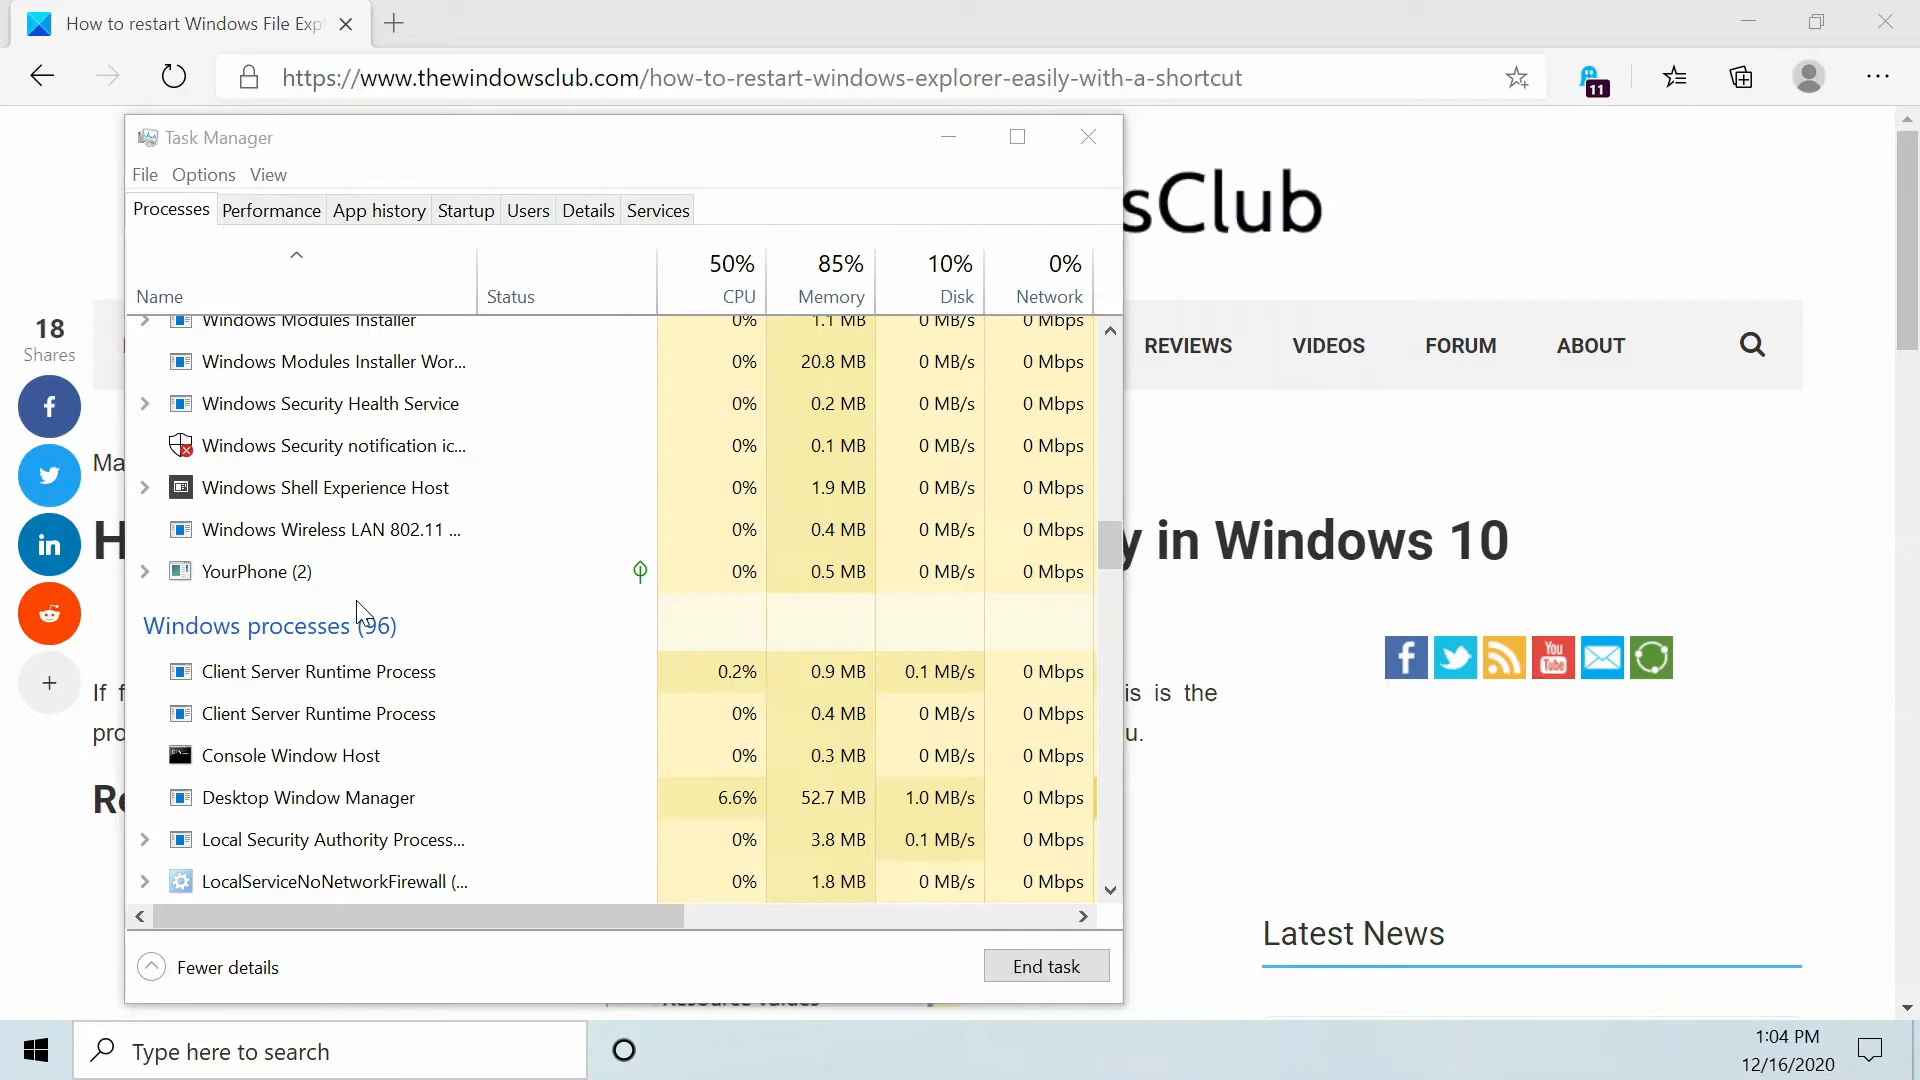 How to restart Windows File Exp
https://www.thewindowsclub.com/how-to-restart-windows-explorer-easily-with-a-shortcut
11
Task Manager
File Options View
Processes Performance App history Startup Users Details Services
50% 85% 10% 0%
Name Status CPU Memory Disk Network
Windows Modules Installer 0% 1.1 MB 0 MB/s 0 Mbps
Windows Modules Installer Wor... 0% 20.8 MB 0 MB/s 0 Mbps
Windows Security Health Service 0% 0.2 MB 0 MB/s 0 Mbps
Windows Security notification ic... 0% 0.1 MB 0 MB/s 0 Mbps
Windows Shell Experience Host 0% 1.9 MB 0 MB/s 0 Mbps
Windows Wireless LAN 802.11 ... 0% 0.4 MB 0 MB/s 0 Mbps
YourPhone (2) 0% 0.5 MB 0 MB/s 0 Mbps
Windows processes (96)
Client Server Runtime Process 0.2% 0.9 MB 0.1 MB/s 0 Mbps
Client Server Runtime Process 0% 0.4 MB 0 MB/s 0 Mbps
Console Window Host 0% 0.3 MB 0 MB/s 0 Mbps
Desktop Window Manager 6.6% 52.7 MB 1.0 MB/s 0 Mbps
Local Security Authority Process... 0% 3.8 MB 0.1 MB/s 0 Mbps
LocalServiceNoNetworkFirewall (... 0% 1.8 MB 0 MB/s 0 Mbps
Fewer details End task
sClub
REVIEWS VIDEOS FORUM ABOUT
18
Shares
Ma
H
y in Windows 10
If f
is is the
pro
u.
Re
You
Tube
Latest News
Type here to search
1:04 PM
12/16/2020